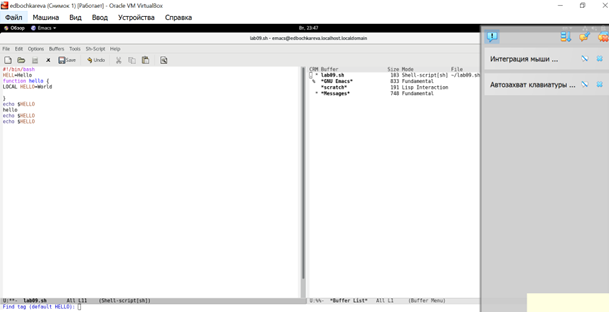 edbochkareva (Снимок 1) [Работает] - Oracle VM VirtualBox
Файл Машина Вид Ввод Устройства Справка
Обзор Emacs Вт, 23:47
lab09.sh - emacs@edbochkareva.localhost.localdomain
File Edit Options Buffers Tools Sh-Script Help
Save Undo
#!/bin/bash
HELL=Hello
function hello {
LOCAL HELLO=World
}
echo $HELLO
hello
echo $HELLO
echo $HELLO
U:**- lab09.sh All L11 (Shell-script[sh])
Find tag (default HELLO):
CRM Buffer Size Mode File
* lab09.sh 103 Shell-script[sh] ~/lab09.sh
% *GNU Emacs* 833 Fundamental
*scratch* 191 Lisp Interaction
* *Messages* 748 Fundamental
U:%%- *Buffer List* All L1 (Buffer Menu)
Интеграция мыши ...
Автозахват клавиатуры ...